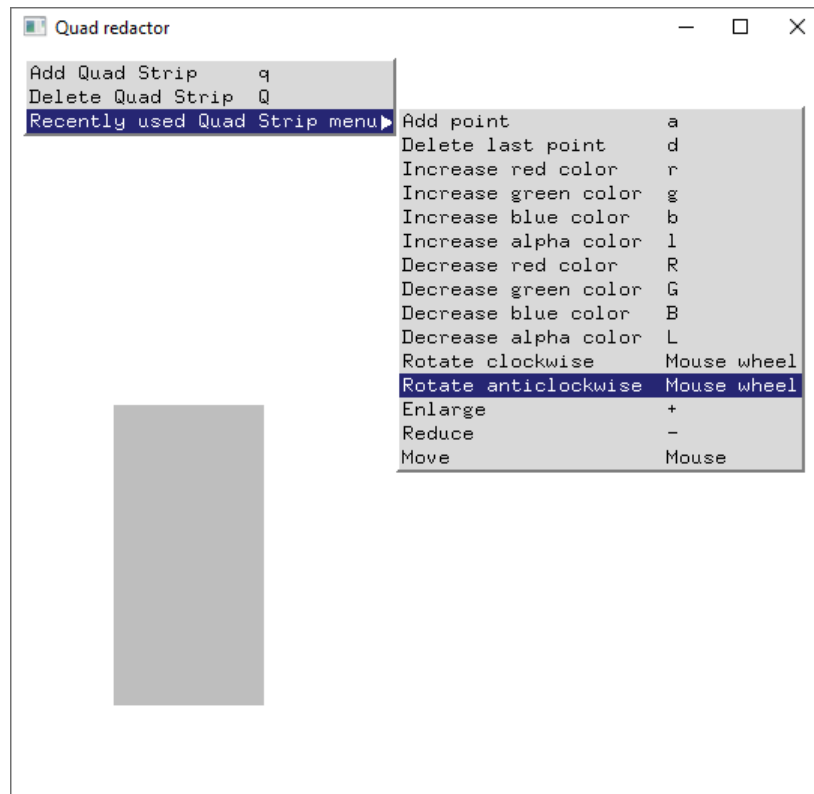 Quad redactor
Add Quad Strip q
Delete Quad Strip Q
Recently used Quad Strip menu
Add point a
Delete last point d
Increase red color r
Increase green color g
Increase blue color b
Increase alpha color l
Decrease red color R
Decrease green color G
Decrease blue color B
Decrease alpha color L
Rotate clockwise Mouse wheel
Rotate anticlockwise Mouse wheel
Enlarge +
Reduce -
Move Mouse